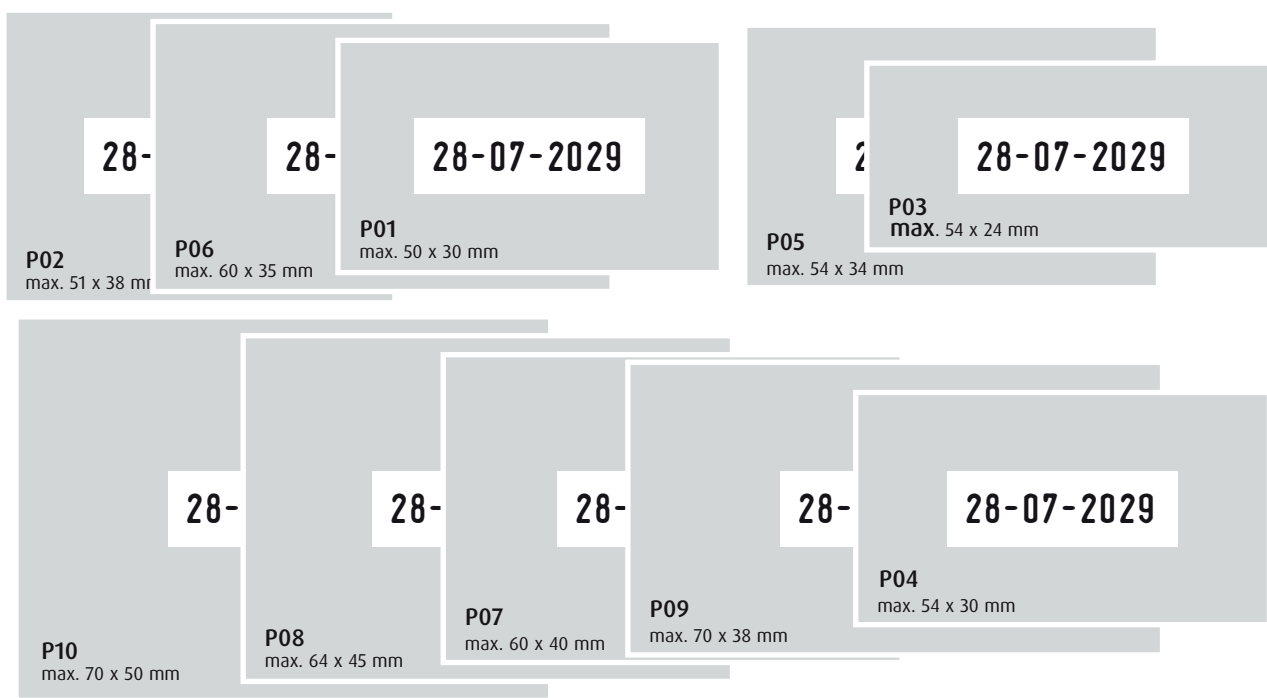 28-
P02
max. 51 x 38 mm
28-
P06
max. 60 x 35 mm
28-07-2029
P01
max. 50 x 30 mm
2
P05
max. 54 x 34 mm
28-07-2029
P03
max. 54 x 24 mm
28-
P10
max. 70 x 50 mm
28-
P08
max. 64 x 45 mm
28-
P07
max. 60 x 40 mm
28-
P09
max. 70 x 38 mm
28-07-2029
P04
max. 54 x 30 mm